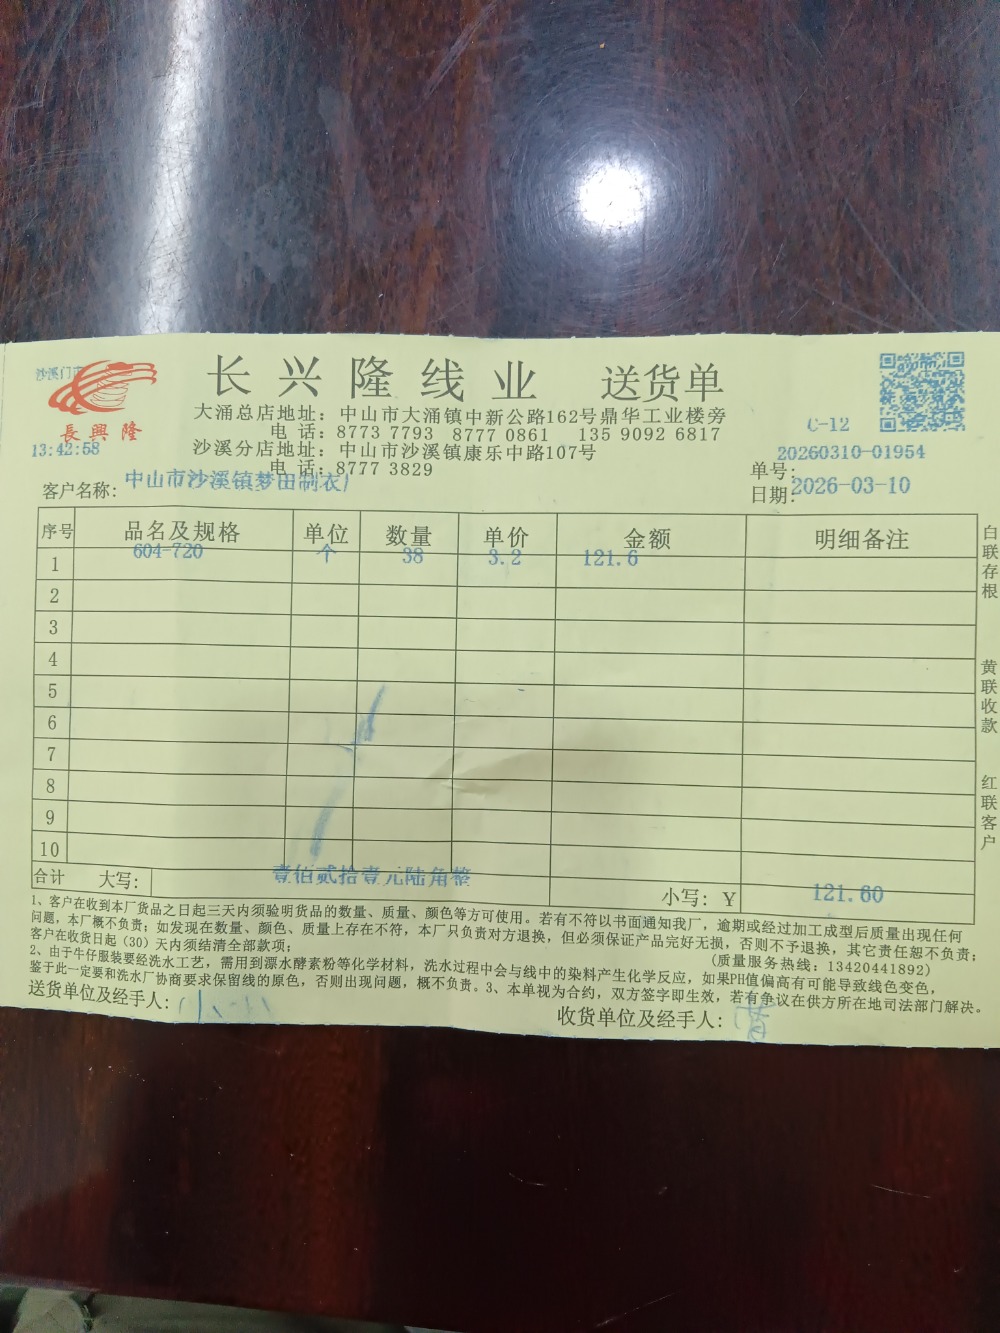 沙溪门市
長興隆
13:42:58
长兴隆线业 送货单
大涌总店地址：中山市大涌镇中新公路162号鼎华工业楼旁
电 话：8773 7793 8777 0861 135 9092 6817
沙溪分店地址：中山市沙溪镇康乐中路107号
电 话：8777 3829
C-12
单号：20260310-01954
日期：2026-03-10
客户名称：中山市沙溪镇梦田制衣厂
序号 品名及规格 单位 数量 单价 金额 明细备注
1 604-720 个 38 3.2 121.6
2
3
4
5
6
7
8
9
10
合计 大写：壹佰贰拾壹元陆角整 小写：Y 121.60
白联存根 黄联收款 红联客户
1、客户在收到本厂货品之日起三天内须验明货品的数量、质量、颜色等方可使用。若有不符以书面通知我厂，逾期或经过加工成型后质量出现任何
问题，本厂概不负责；如发现在数量、颜色、质量上存在不符，本厂只负责对方退换，但必须保证产品完好无损，否则不予退换，其它责任恕不负责；
客户在收货日起（30）天内须结清全部款项； （质量服务热线：13420441892）
2、由于牛仔服装要经洗水工艺，需用到漂水酵素粉等化学材料，洗水过程中会与线中的染料产生化学反应，如果PH值偏高有可能导致线色变色，
鉴于此一定要和洗水厂协商要求保留线的原色，否则出现问题，概不负责。3、本单视为合约，双方签字即生效，若有争议在供方所在地司法部门解决。
送货单位及经手人：
收货单位及经手人：